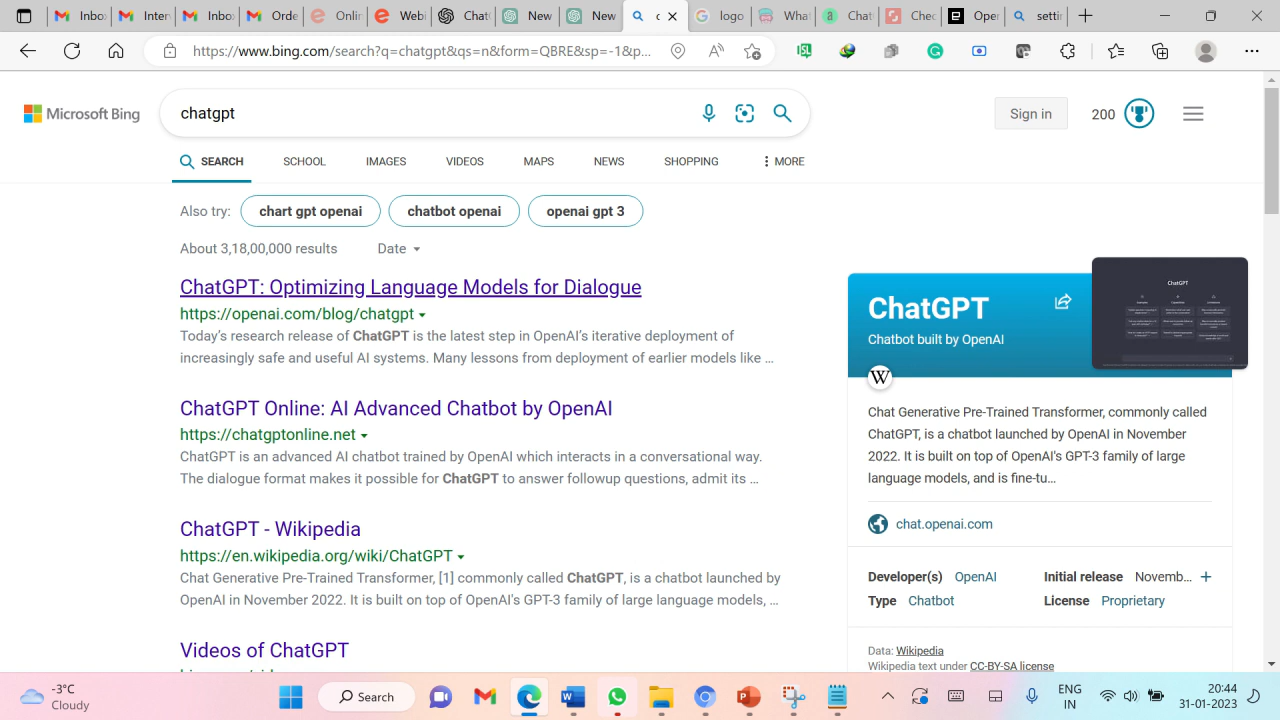 Inbo
Inter
Inbo
Inbo
Othe
Web
Chat
New
New
c
logo
Wha
Chat
Che
OpenAI
settir
https://www.bing.com/search?q=chatgpt&qs=n&form=QBRE&sp=-1&p...
Microsoft Bing
chatgpt
Sign in
200
SEARCH
SCHOOL
IMAGES
VIDEOS
MAPS
NEWS
SHOPPING
MORE
Also try:
chart gpt openai
chatbot openai
openai gpt 3
About 3,18,00,000 results
Date
ChatGPT: Optimizing Language Models for Dialogue
https://openai.com/blog/chatgpt
Today's research release of ChatGPT is the latest step in OpenAI's iterative deployment of
increasingly safe and useful AI systems. Many lessons from deployment of earlier models like ...
ChatGPT Online: AI Advanced Chatbot by OpenAI
https://chatgptonline.net
ChatGPT is an advanced AI chatbot trained by OpenAI which interacts in a conversational way.
The dialogue format makes it possible for ChatGPT to answer followup questions, admit its ...
ChatGPT - Wikipedia
https://en.wikipedia.org/wiki/ChatGPT
Chat Generative Pre-Trained Transformer, [1] commonly called ChatGPT, is a chatbot launched by
OpenAI in November 2022. It is built on top of OpenAI's GPT-3 family of large language models, ...
Videos of ChatGPT
ChatGPT
Chatbot built by OpenAI
ChatGPT
W
Chat Generative Pre-Trained Transformer, commonly called
ChatGPT, is a chatbot launched by OpenAI in November
2022. It is built on top of OpenAI's GPT-3 family of large
language models, and is fine-tu...
chat.openai.com
Developer(s) OpenAI
Initial release Novemb... +
Type Chatbot
License Proprietary
Data: Wikipedia
Wikipedia text under CC-BY-SA license
-3°C
Cloudy
Search
ENG
IN
20:44
31-01-2023